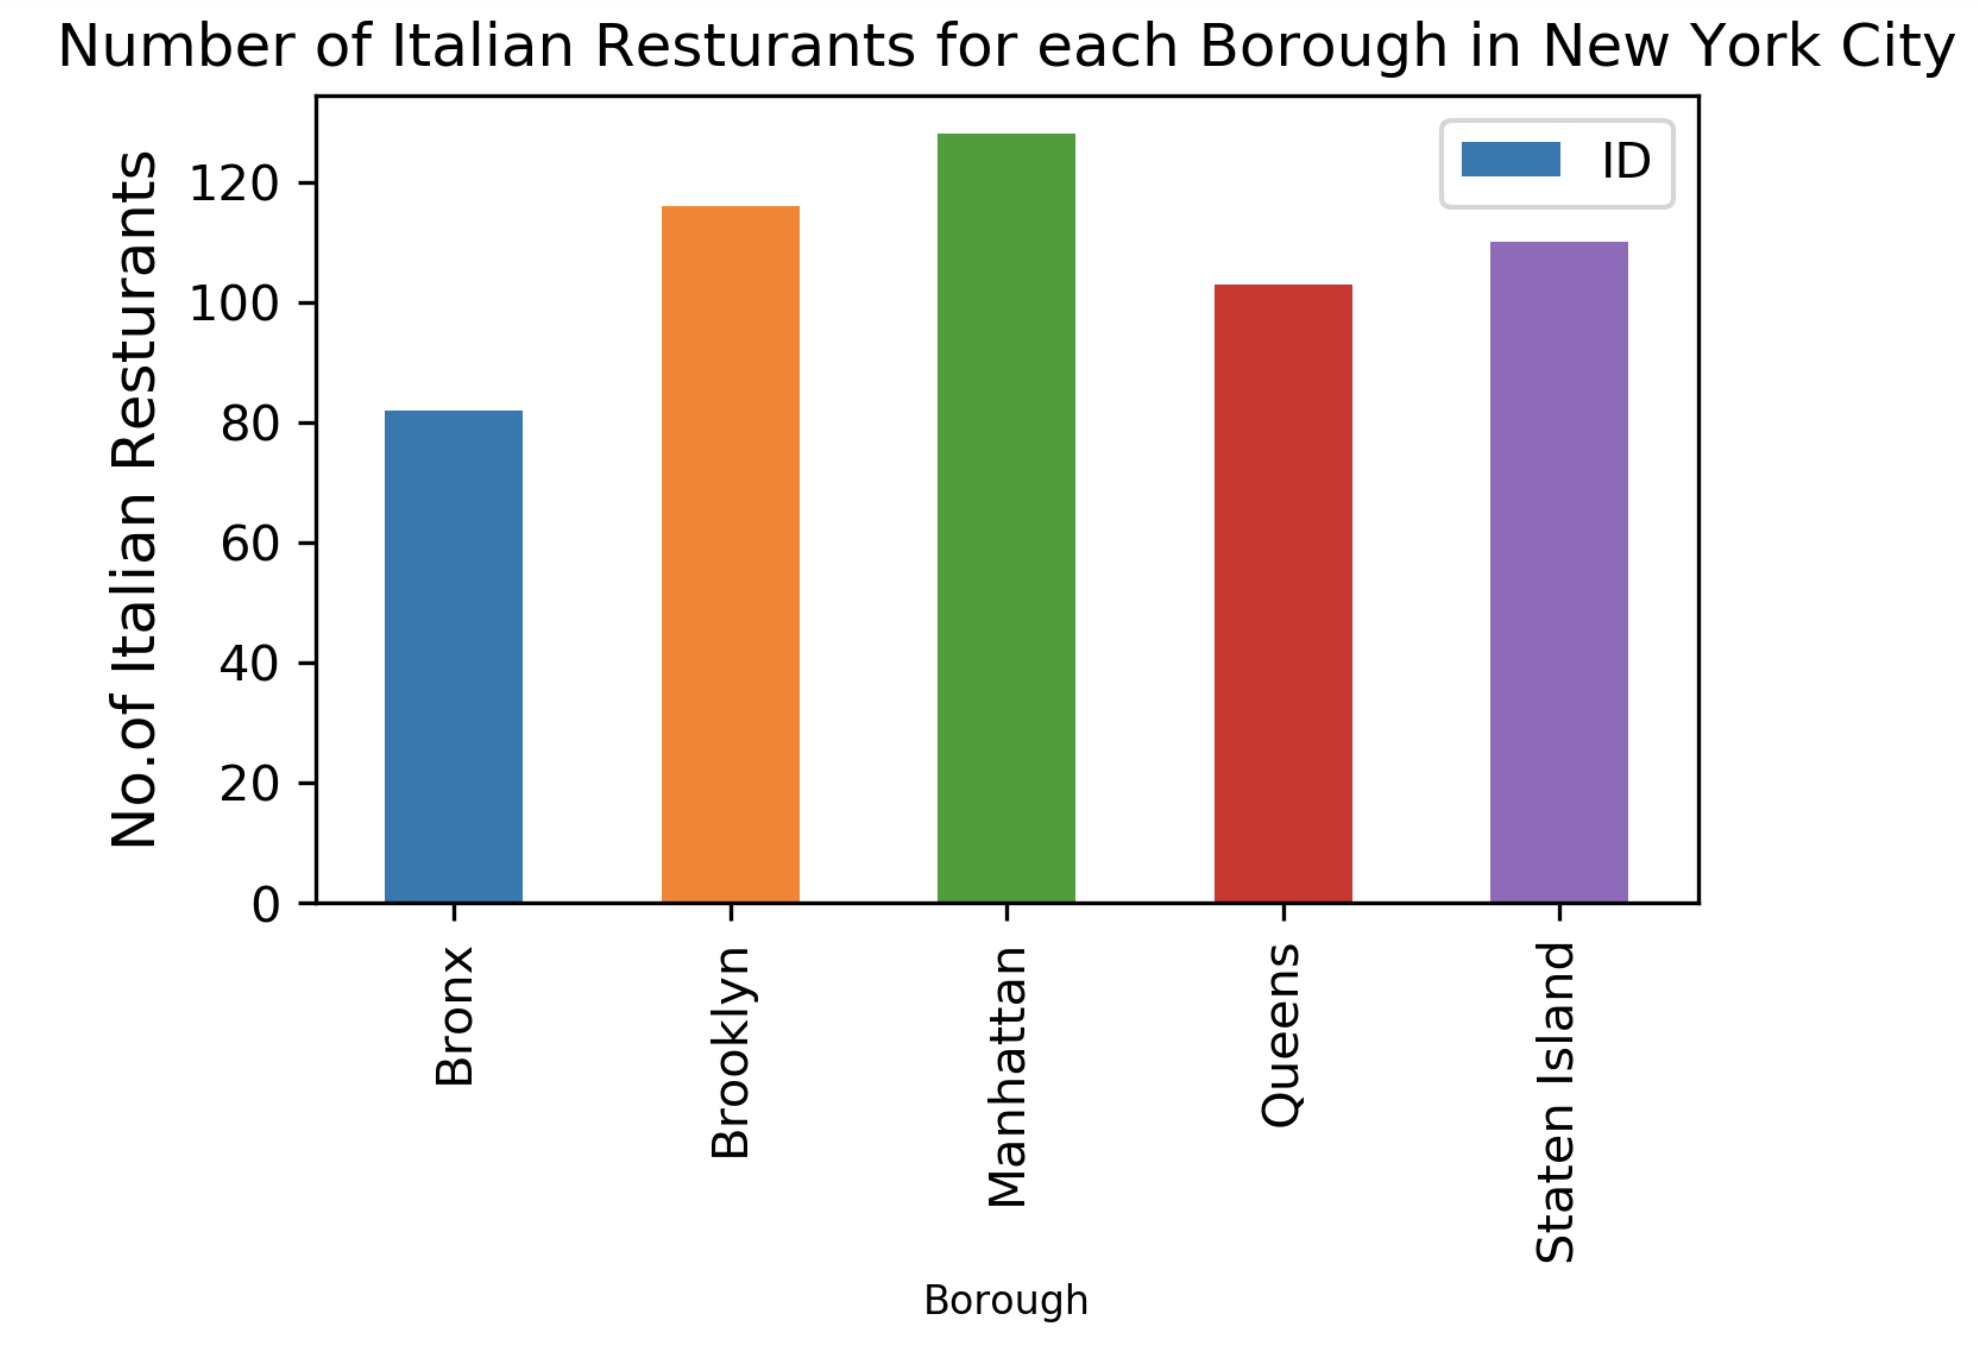 Number of Italian Resturants for each Borough in New York City
ID
No.of Italian Resturants
120
100
80
60
40
20
0
Bronx
Brooklyn
Manhattan
Queens
Staten Island
Borough